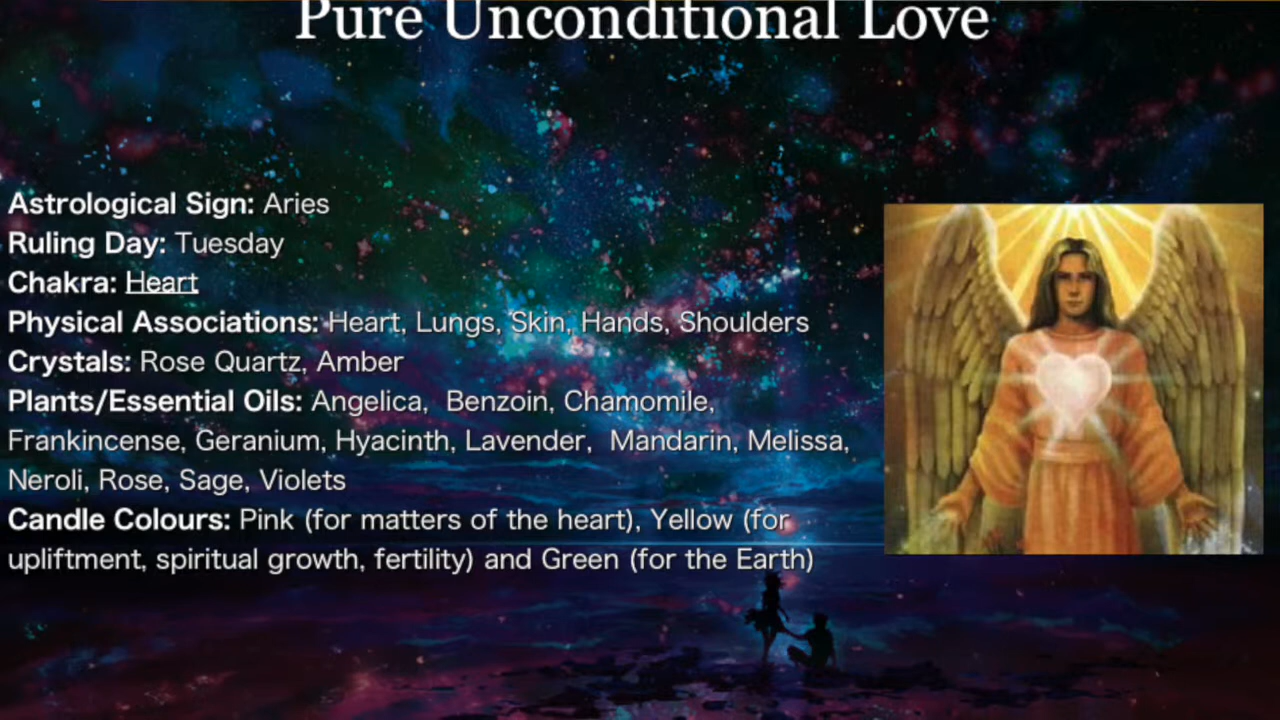 Pure Unconditional Love
Astrological Sign: Aries
Ruling Day: Tuesday
Chakra: Heart
Physical Associations: Heart, Lungs, Skin, Hands, Shoulders
Crystals: Rose Quartz, Amber
Plants/Essential Oils: Angelica,  Benzoin, Chamomile,
Frankincense, Geranium, Hyacinth, Lavender,  Mandarin, Melissa,
Neroli, Rose, Sage, Violets
Candle Colours: Pink (for matters of the heart), Yellow (for
upliftment, spiritual growth, fertility) and Green (for the Earth)